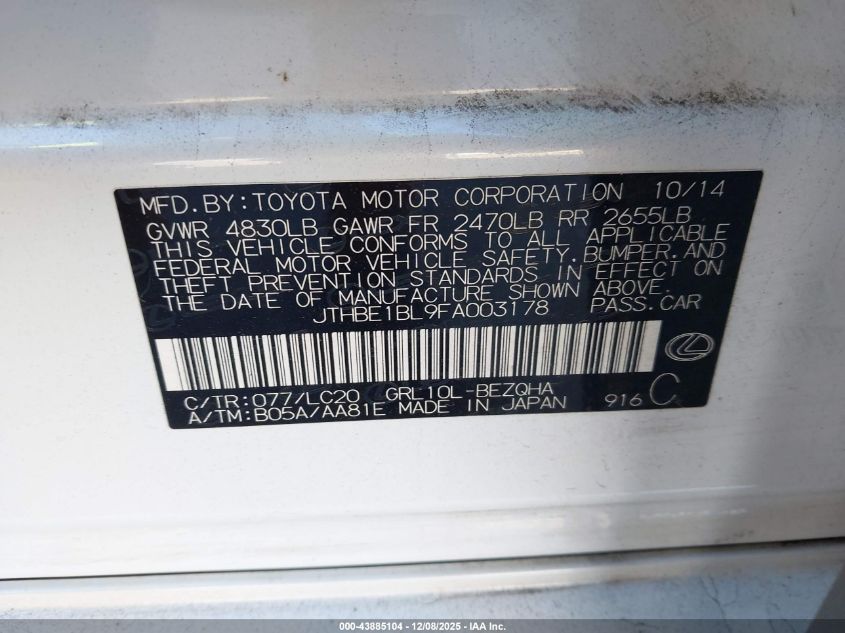 MFD.BY:TOYOTA MOTOR CORPORATION 10/14
GVWR 4830LB GAWR FR 2470LB RR 2655LB
THIS VEHICLE CONFORMS TO ALL APPLICABLE
FEDERAL MOTOR VEHICLE SAFETY.BUMPER.AND
THEFT PREVENTION STANDARDS IN EFFECT ON
THE DATE OF MANUFACTURE SHOWN ABOVE.
JTHBE1BL9FA003178 PASS.CAR
C/TR:077/LC20 GRL10L-BEZQHA
A/TM:B05A/AA81E MADE IN JAPAN 916 C
000-43885104 - 12/08/2025 - IAA Inc.